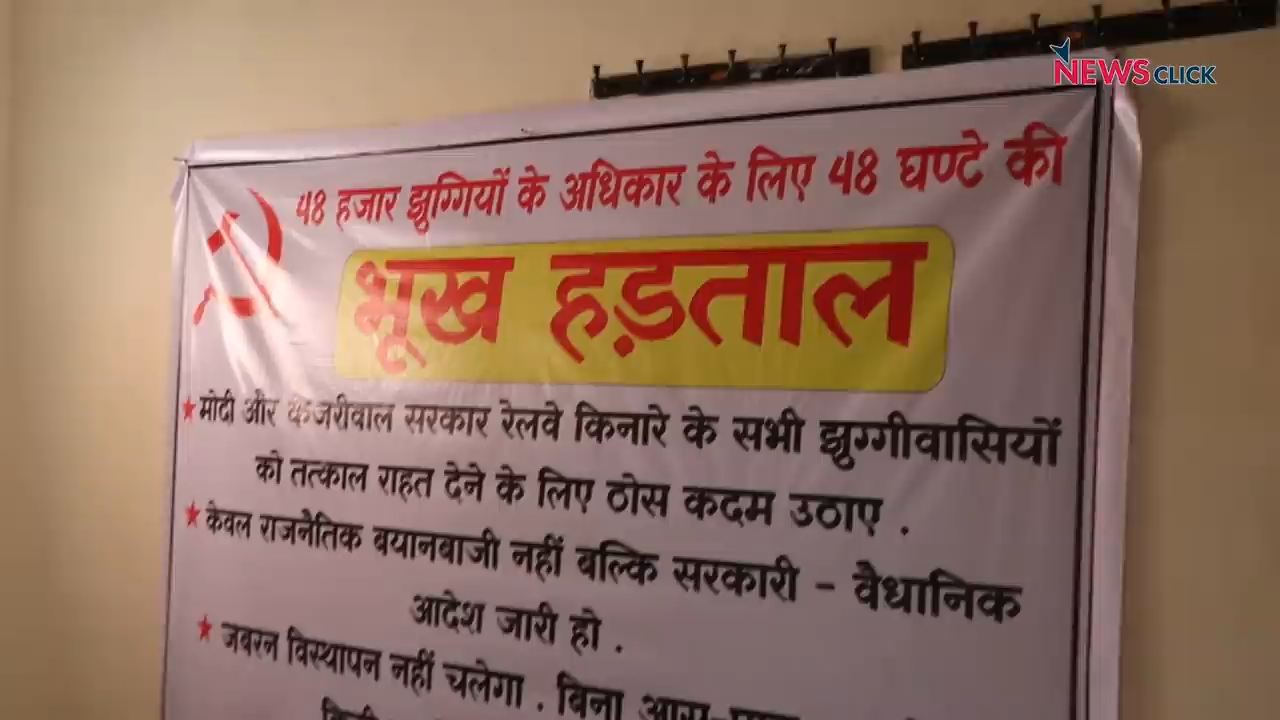 NEWSCLICK
48 हजार झुग्गियों के अधिकार के लिए 48 घण्टे की
भूख हड़ताल
★ मोदी और केजरीवाल सरकार रेलवे किनारे के सभी झुग्गीवासियों
को तत्काल राहत देने के लिए ठोस कदम उठाए .
★ केवल राजनैतिक बयानबाजी नहीं बल्कि सरकारी - वैधानिक
आदेश जारी हो .
★ जबरन विस्थापन नहीं चलेगा . बिना